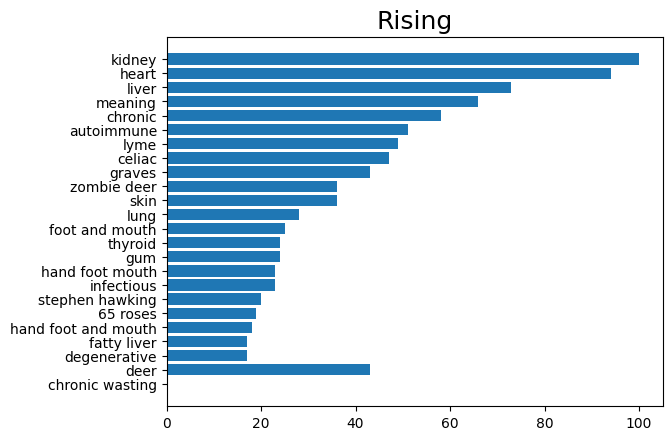 Rising
kidney
heart
liver
meaning
chronic
autoimmune
lyme
celiac
graves
zombie deer
skin
lung
foot and mouth
thyroid
gum
hand foot mouth
infectious
stephen hawking
65 roses
hand foot and mouth
fatty liver
degenerative
deer
chronic wasting
0 20 40 60 80 100